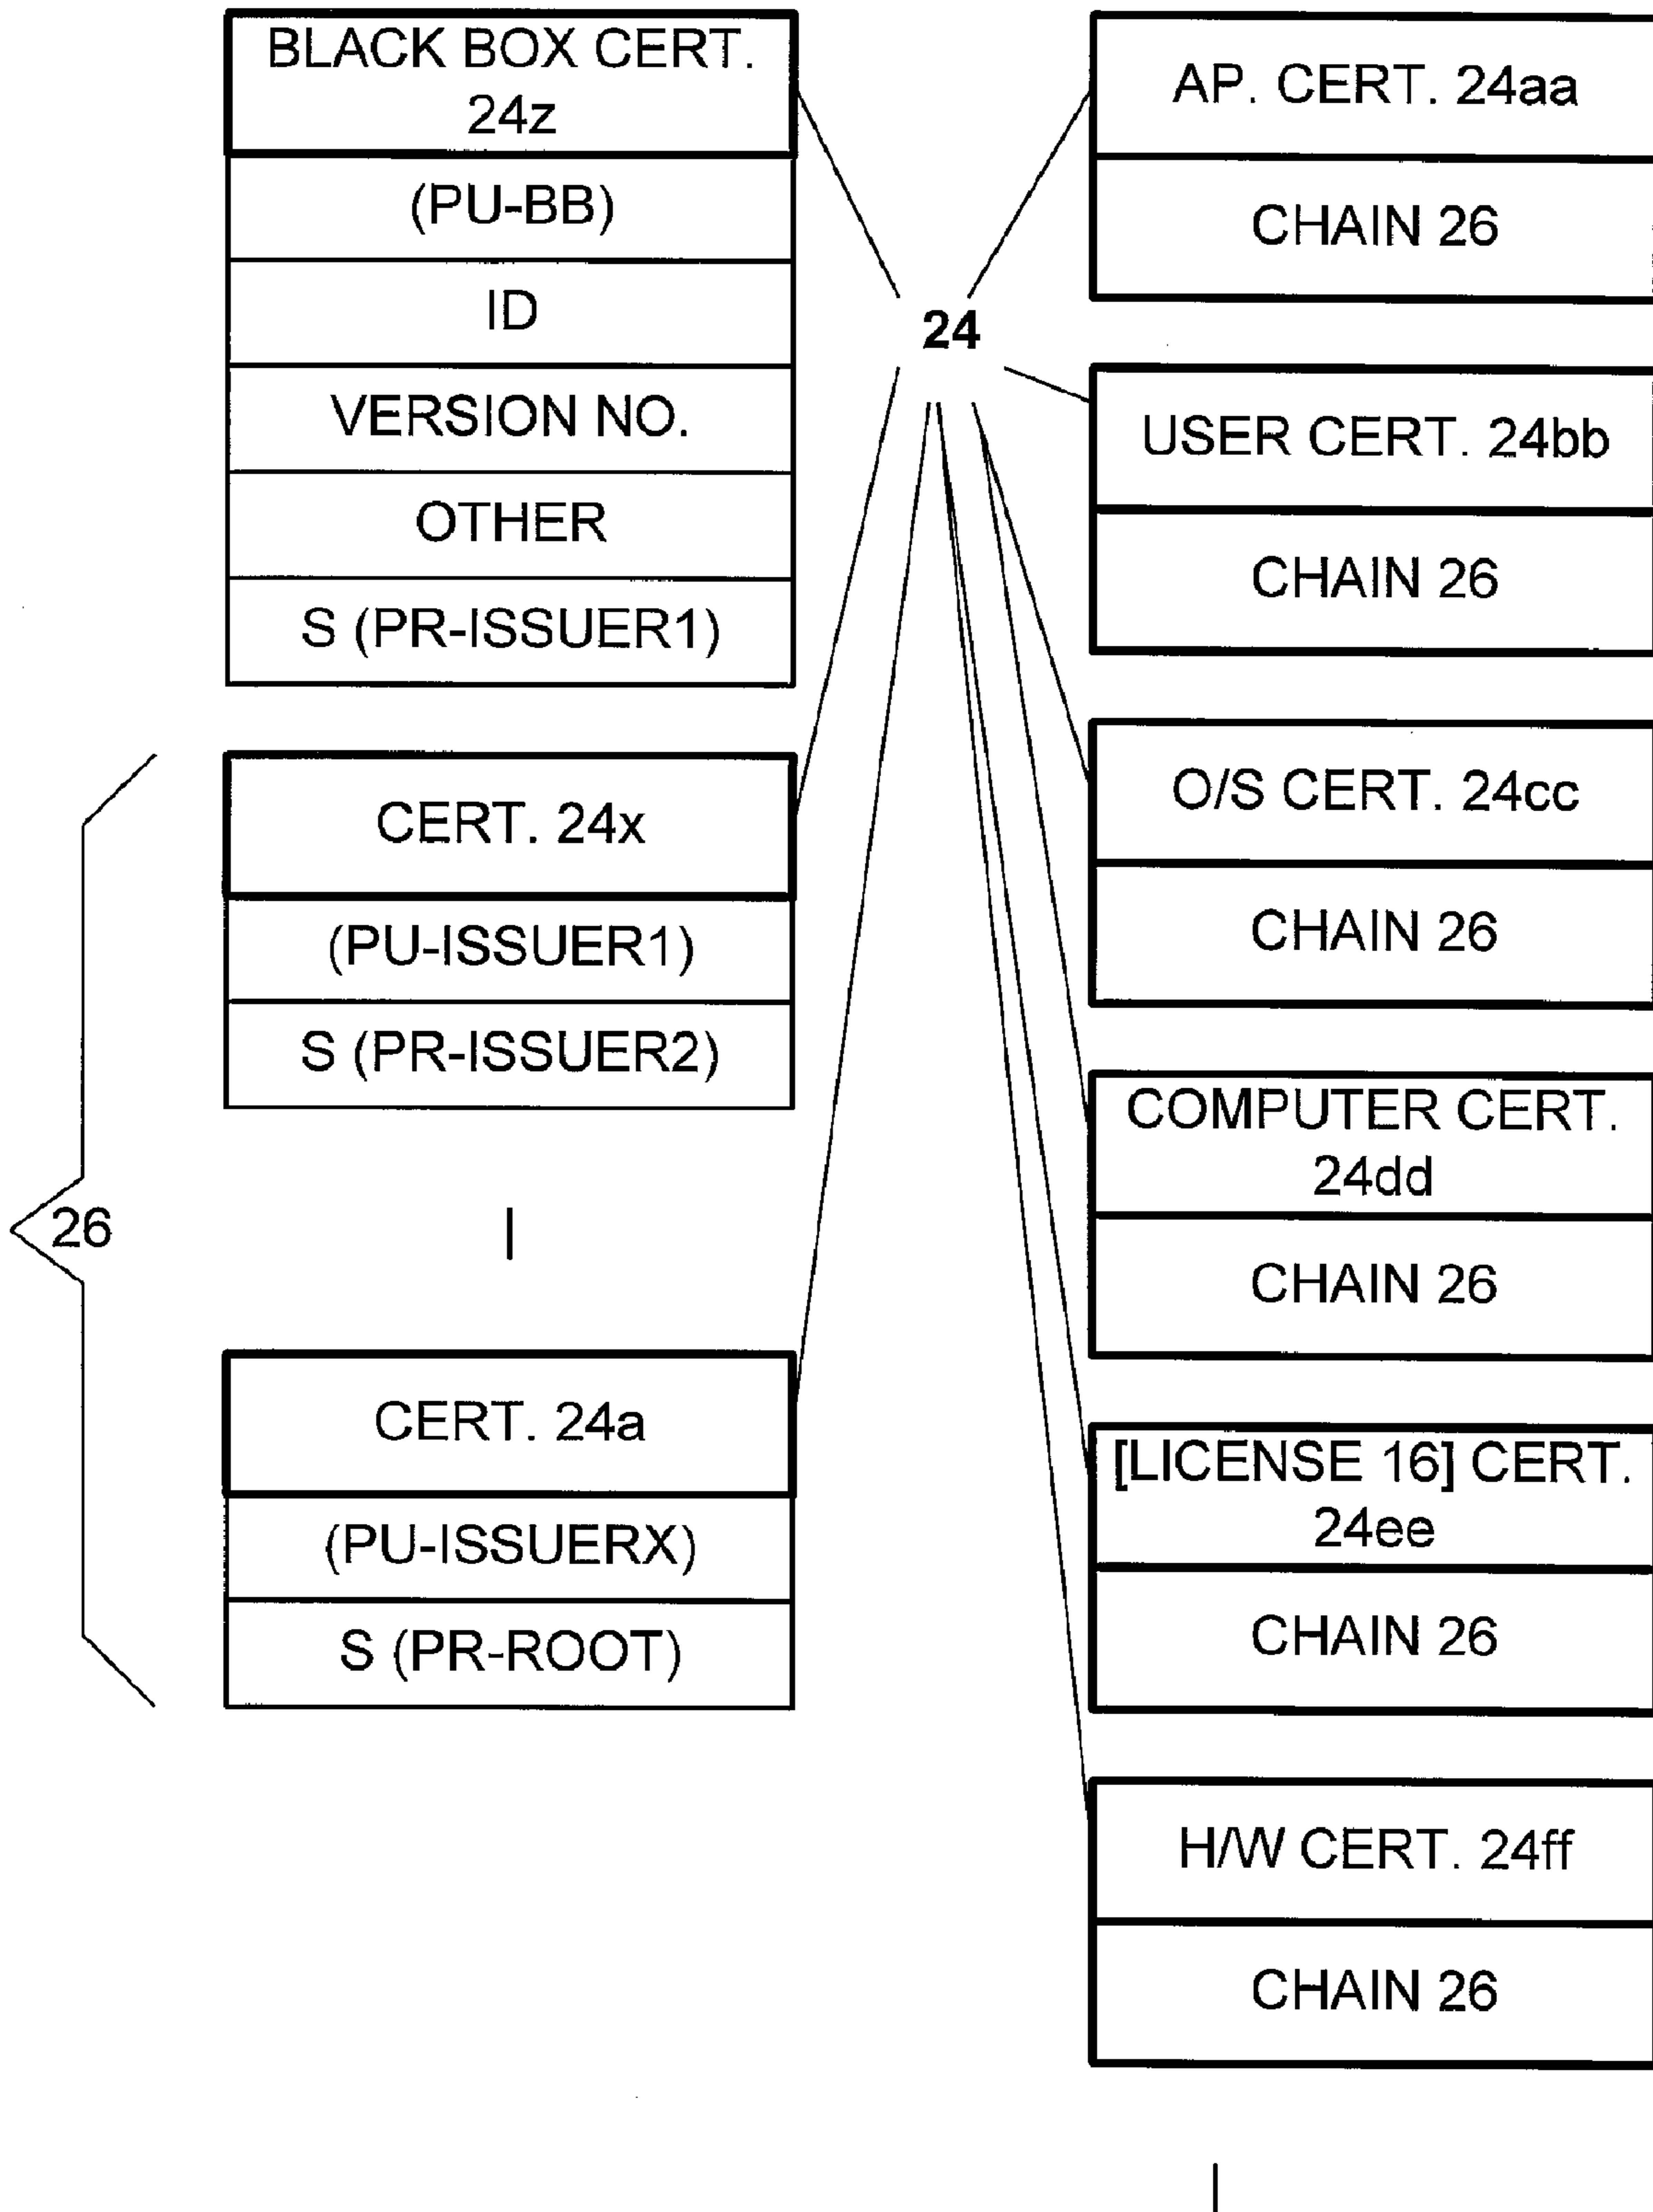 BLACK BOX CERT.
24z
(PU-BB)
ID
VERSION NO.
OTHER
S (PR-ISSUER1)
CERT. 24x
(PU-ISSUER1)
S (PR-ISSUER2)
26
CERT. 24a
(PU-ISSUERX)
S (PR-ROOT)
24
AP. CERT. 24aa
CHAIN 26
USER CERT. 24bb
CHAIN 26
O/S CERT. 24cc
CHAIN 26
COMPUTER CERT.
24dd
CHAIN 26
[LICENSE 16] CERT.
24ee
CHAIN 26
H/W CERT. 24ff
CHAIN 26